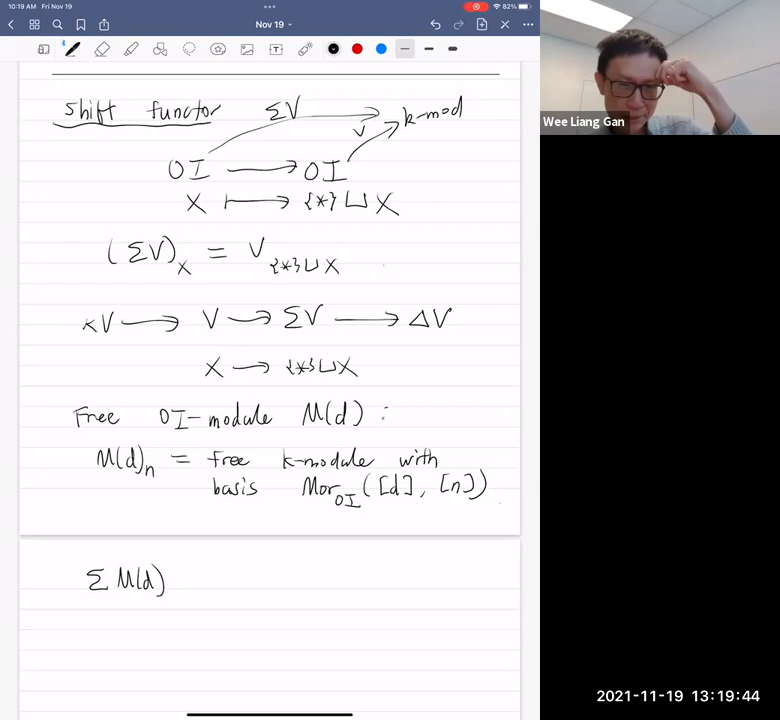 10:19 AM Fri Nov 19
82%
Nov 19
Shift functor ΣV
V k-mod
OI ⟶ OI
X ⟼ {*} ⊔ X
(ΣV)_X = V_{{*}⊔X}
κV ⟶ V ⟶ ΣV ⟶ ΔV
X ⟶ {*}⊔X
Free OI-module M(d) :
M(d)_n = free k-module with
basis Mor_OI ([d], [n])
Σ M(d)
Wee Liang Gan
2021-11-19 13:19:44